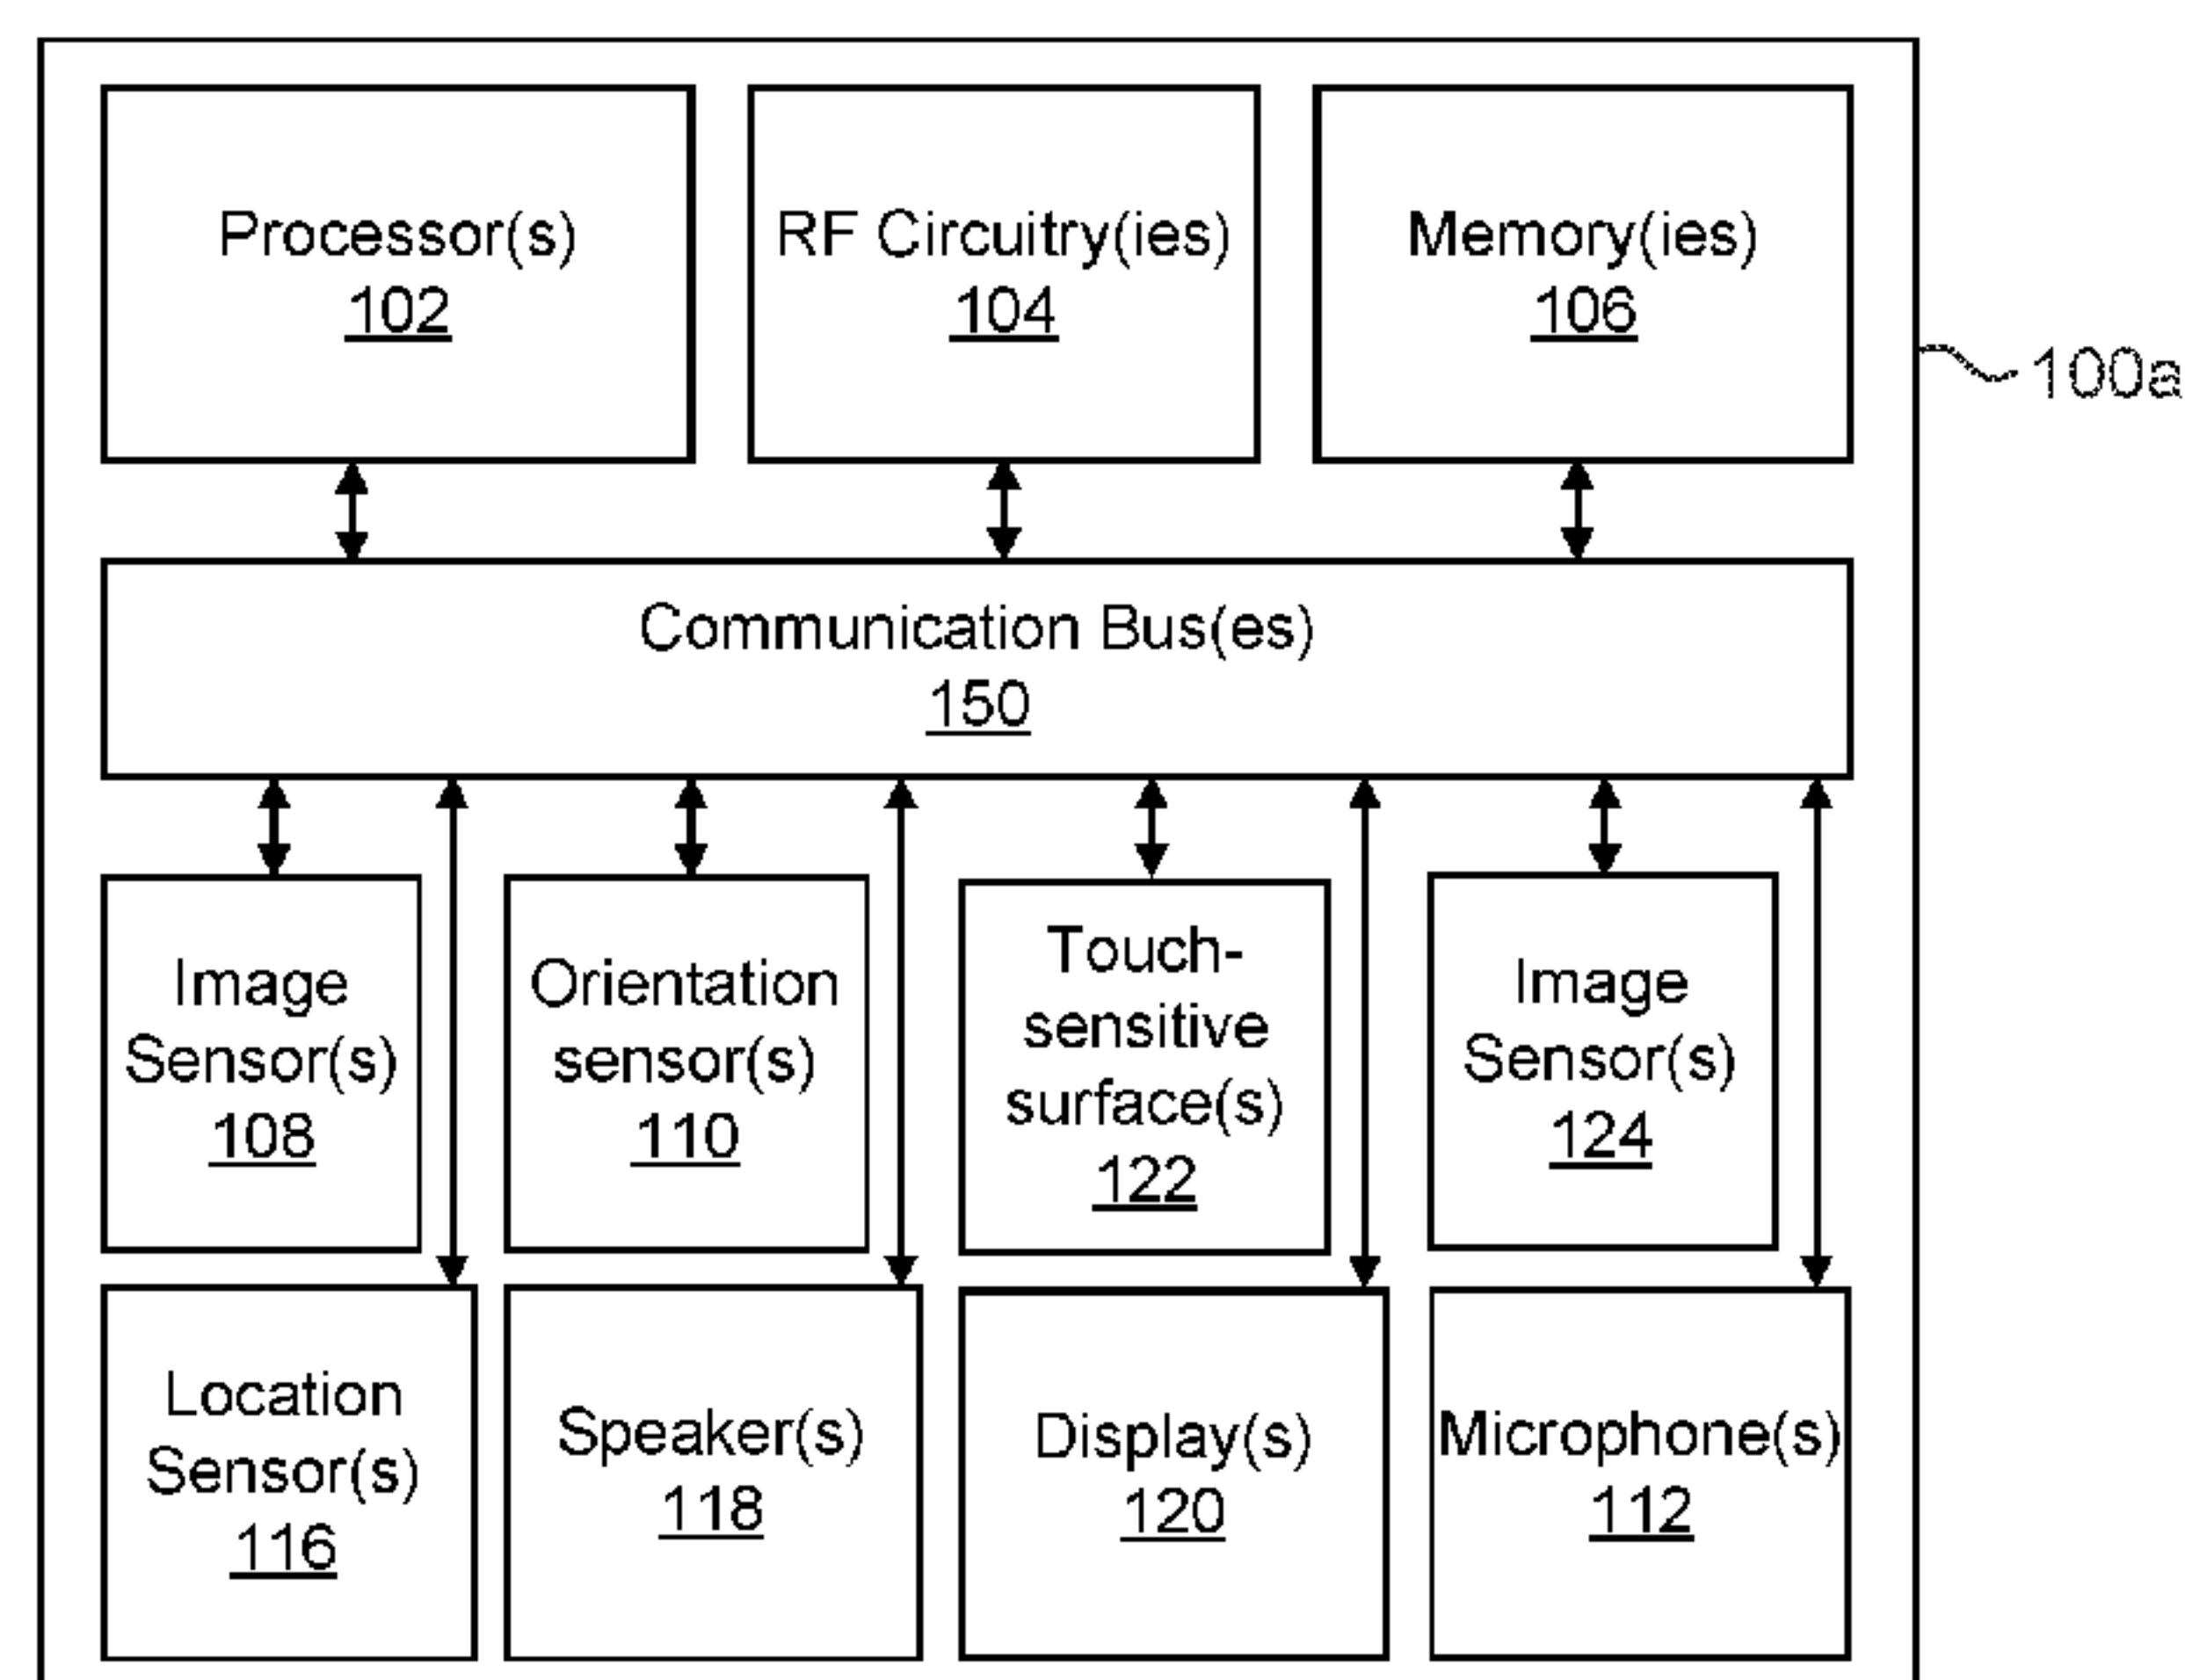 Processor(s)
102
RF Circuitry(ies)
104
Memory(ies)
106
100a
Communication Bus(es)
150
Image
Sensor(s)
108
Orientation
sensor(s)
110
Touch-
sensitive
surface(s)
122
Image
Sensor(s)
124
Location
Sensor(s)
116
Speaker(s)
118
Display(s)
120
Microphone(s)
112